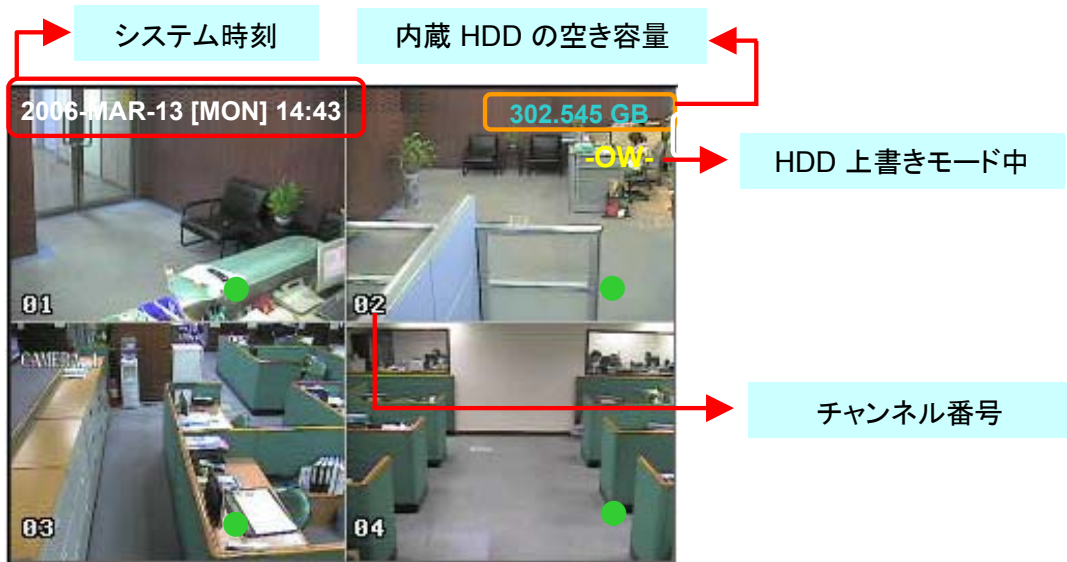 システム時刻
内蔵 HDD の空き容量
2006-MAR-13 [MON] 14:43
302.545 GB
-OW-
HDD 上書きモード中
01
02
チャンネル番号
CAMERA 1
03
04